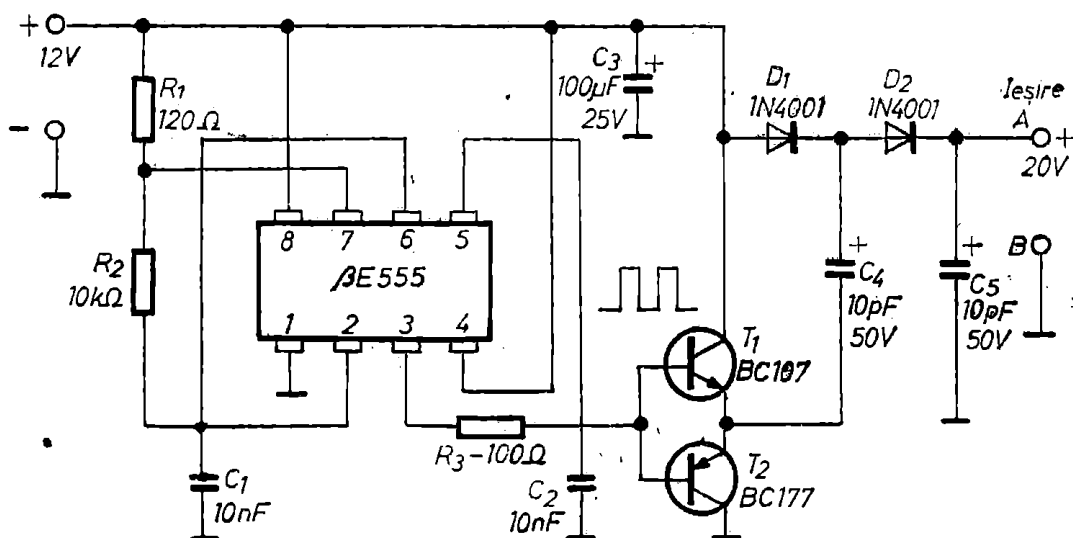 +
12V
-
R1
120Ω
R2
10kΩ
8 7 6 5
βE555
1 2 3 4
C1
10nF
R3-100Ω
C2
10nF
C3 +
100μF
25V
T1
BC107
T2
BC177
D1
1N4001
D2
1N4001
Ieşire
A
+
20V
B
+
C4
10pF
50V
+
C5
10pF
50V